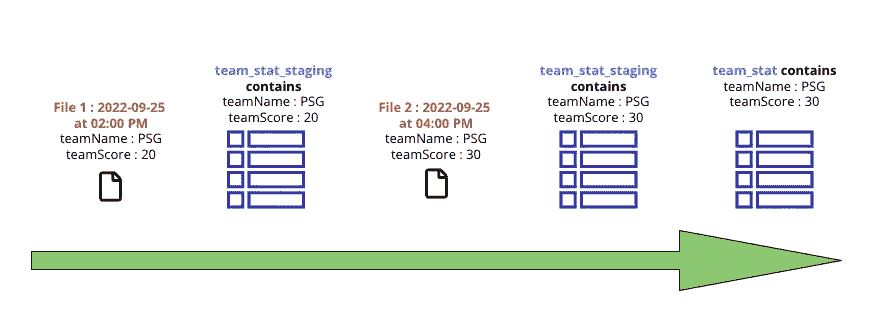 File 1 : 2022-09-25
at 02:00 PM
teamName : PSG
teamScore : 20
team_stat_staging
contains
teamName : PSG
teamScore : 20
File 2 : 2022-09-25
at 04:00 PM
teamName : PSG
teamScore : 30
team_stat_staging
contains
teamName : PSG
teamScore : 30
team_stat contains
teamName : PSG
teamScore : 30